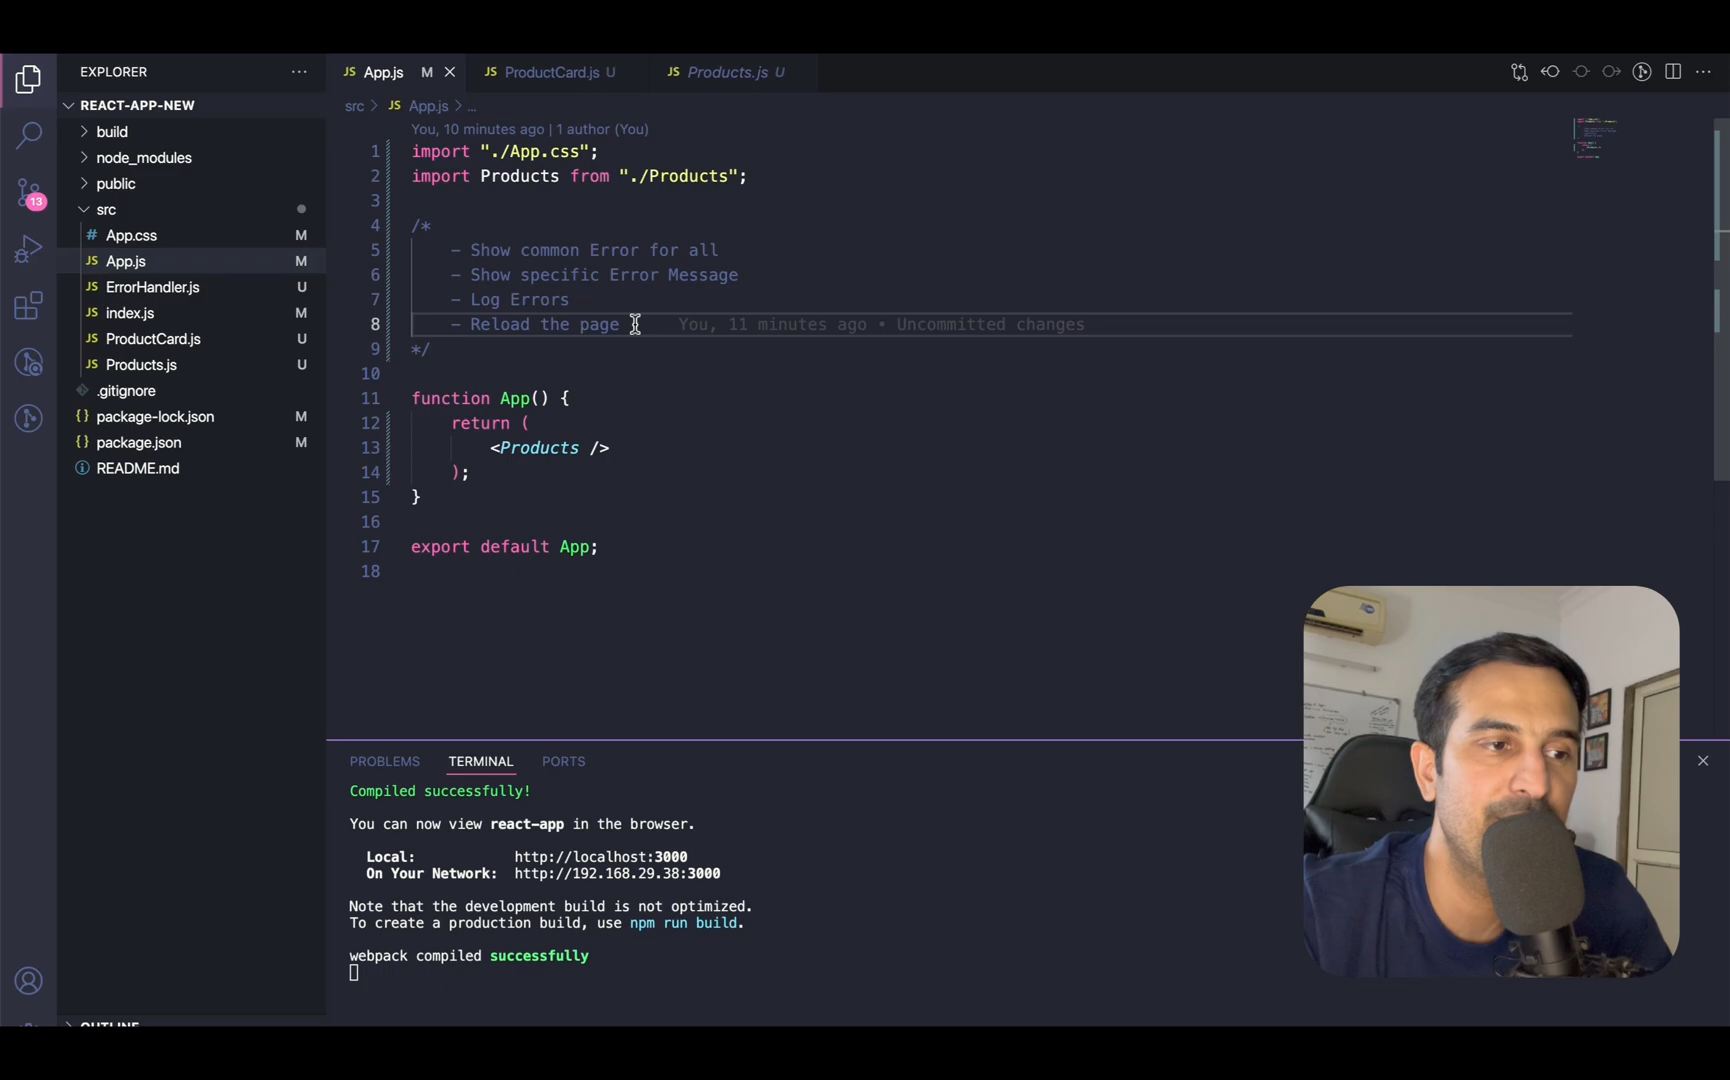 EXPLORER
REACT-APP-NEW
build
node_modules
public
src
# App.css M
JS App.js M
JS ErrorHandler.js U
JS index.js M
JS ProductCard.js U
JS Products.js U
.gitignore
{} package-lock.json M
{} package.json M
README.md
OUTLINE
13
JS App.js M
JS ProductCard.js U
JS Products.js U
src > JS App.js > ...
You, 10 minutes ago | 1 author (You)
1 import "./App.css";
2 import Products from "./Products";
3
4 /*
5 - Show common Error for all
6 - Show specific Error Message
7 - Log Errors
8 - Reload the page You, 11 minutes ago • Uncommitted changes
9 */
10
11 function App() {
12 return (
13 <Products />
14 );
15 }
16
17 export default App;
18
PROBLEMS TERMINAL PORTS
Compiled successfully!
You can now view react-app in the browser.
Local: http://localhost:3000
On Your Network: http://192.168.29.38:3000
Note that the development build is not optimized.
To create a production build, use npm run build.
webpack compiled successfully